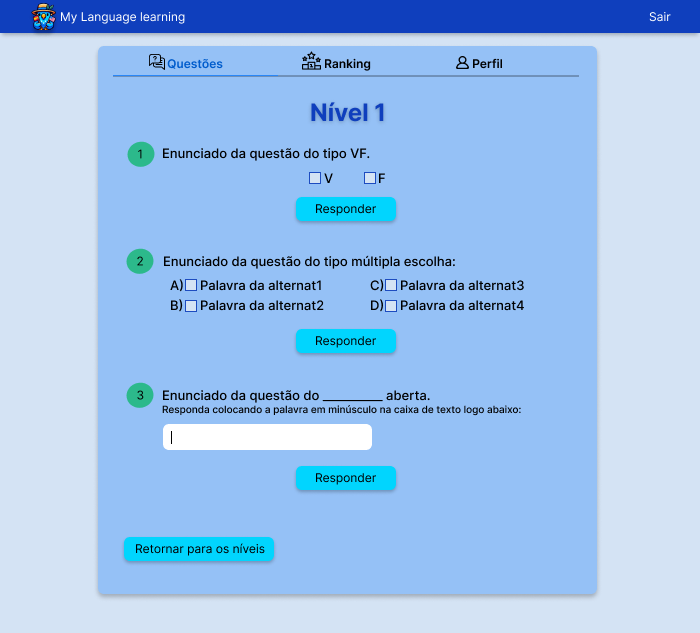 My Language learning
Sair
Questões
Ranking
Perfil
Nível 1
1 Enunciado da questão do tipo VF.
V F
Responder
2 Enunciado da questão do tipo múltipla escolha:
A) Palavra da alternat1 C) Palavra da alternat3
B) Palavra da alternat2 D) Palavra da alternat4
Responder
3 Enunciado da questão do __________ aberta.
Responda colocando a palavra em minúsculo na caixa de texto logo abaixo:
Responder
Retornar para os níveis